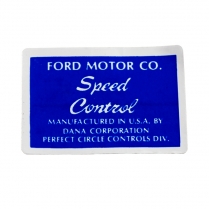 FORD MOTOR CO.
Speed
Control
MANUFACTURED IN U.S.A. BY
DANA CORPORATION
PERFECT CIRCLE CONTROLS DIV.